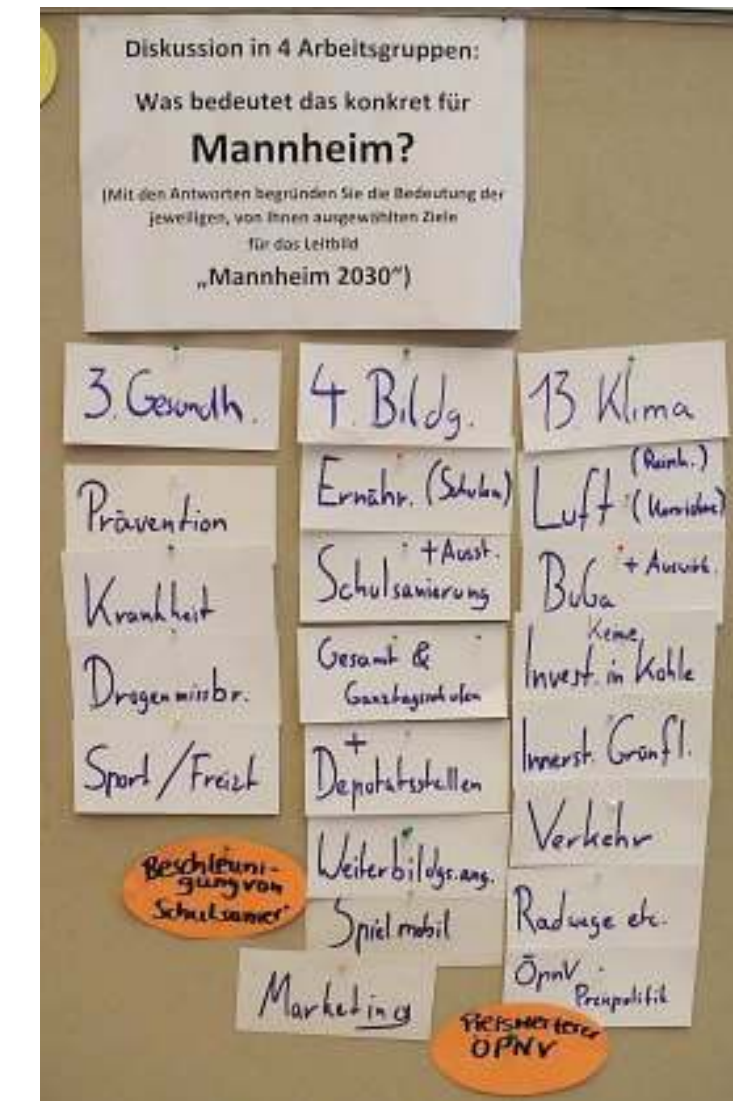 Diskussion in 4 Arbeitsgruppen:
Was bedeutet das konkret für
Mannheim?
(Mit den Antworten begründen Sie die Bedeutung der
jeweiligen, von Ihnen ausgewählten Ziele
für das Leitbild
„Mannheim 2030“)
3. Gesundh.
Prävention
Krankheit
Drogenmissbr.
Sport / Freizt
Beschleuni-
gung von
Schulsanier
4. Bildg.
Ernähr. (Schulen)
+ Ausst.
Schulsanierung
Gesamt &
Ganztagsschulen
+
Deputatsstellen
Weiterbildgs.ang.
Spielmobil
Marketing
13 Klima
(Reinh.)
Luft
BuGa + Auswirk.
Keine
Invest. in Kohle
Innerst. Grünfl.
Verkehr
Radwege etc.
ÖpnV
Preispolitik
Preiswerterer
ÖPNV